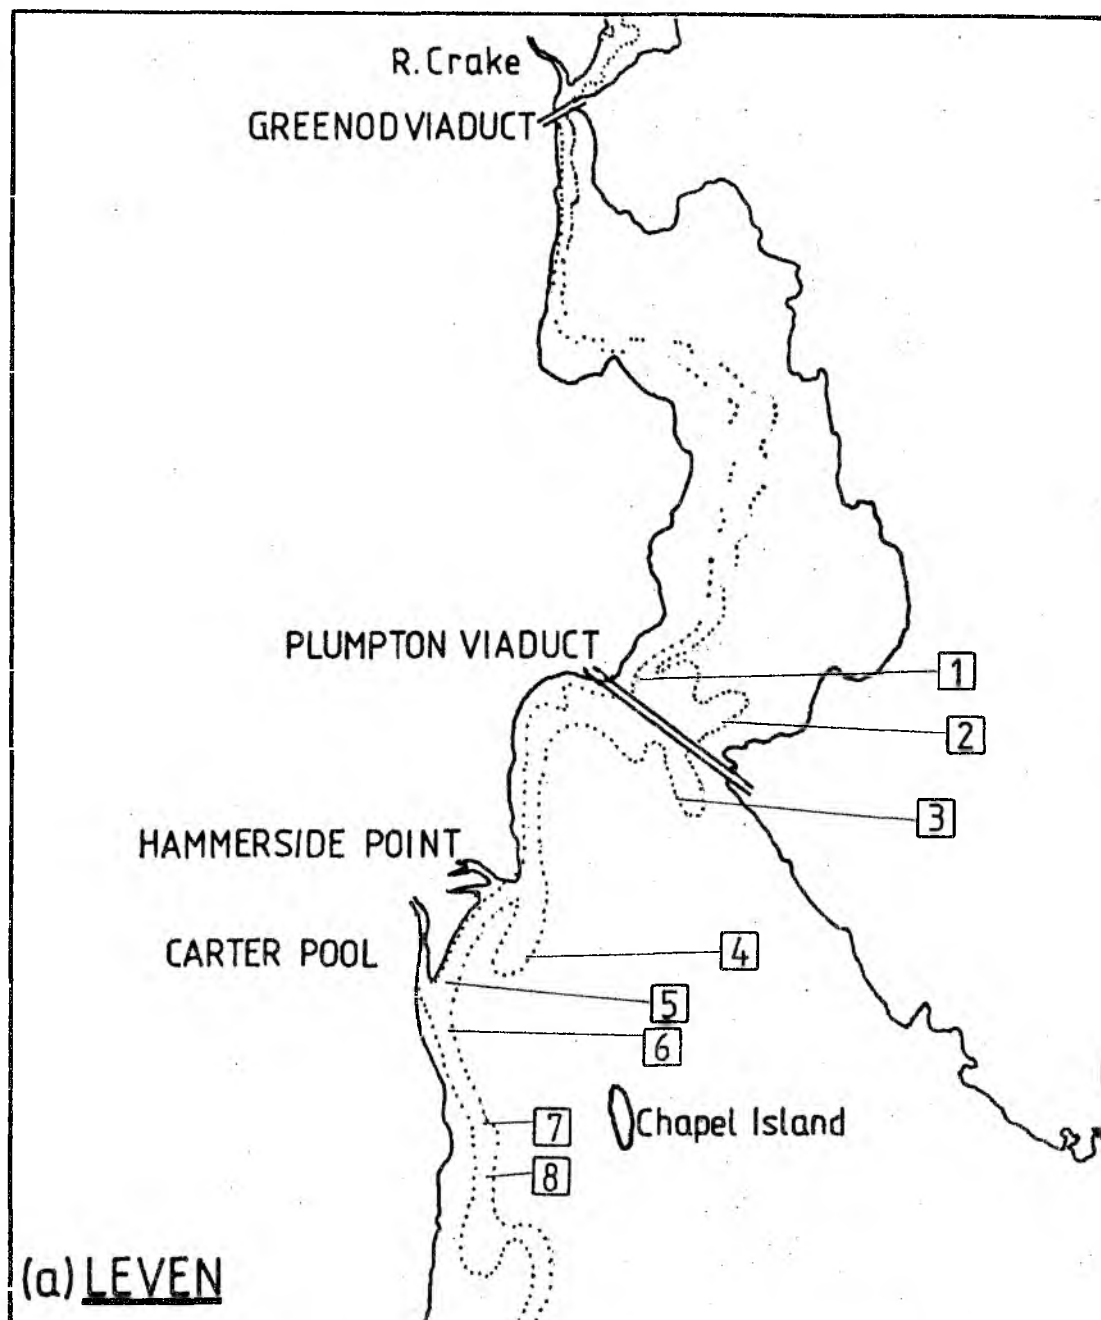 R. Crake
GREENOD VIADUCT
PLUMPTON VIADUCT
1
2
3
HAMMERSIDE POINT
CARTER POOL
4
5
6
7
Chapel Island
8
(a) LEVEN